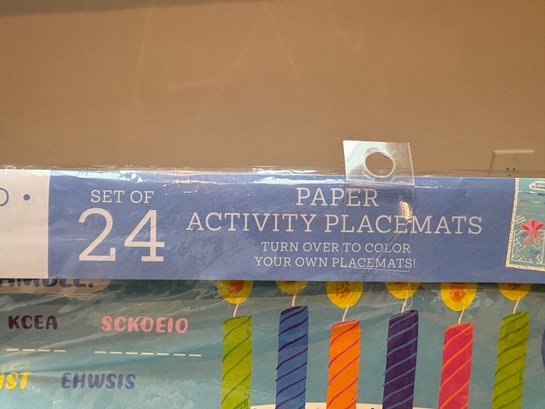 SET OF
24
PAPER
ACTIVITY PLACEMATS
TURN OVER TO COLOR
YOUR OWN PLACEMATS!
KCEA SCKOEIO
EHWSIS